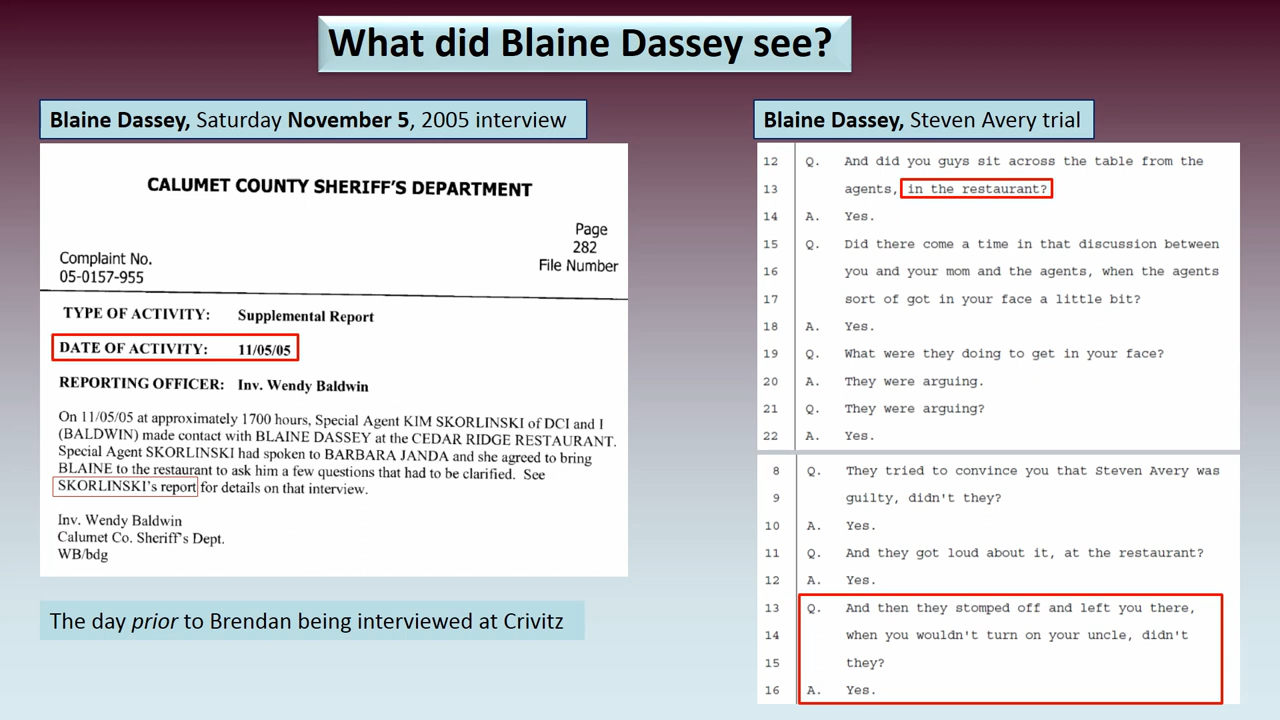 What did Blaine Dassey see?
Blaine Dassey, Saturday November 5, 2005 interview
CALUMET COUNTY SHERIFF'S DEPARTMENT
Page
282
File Number
Complaint No.
05-0157-955
TYPE OF ACTIVITY: Supplemental Report
DATE OF ACTIVITY: 11/05/05
REPORTING OFFICER: Inv. Wendy Baldwin
On 11/05/05 at approximately 1700 hours, Special Agent KIM SKORLINSKI of DCI and I
(BALDWIN) made contact with BLAINE DASSEY at the CEDAR RIDGE RESTAURANT.
Special Agent SKORLINSKI had spoken to BARBARA JANDA and she agreed to bring
BLAINE to the restaurant to ask him a few questions that had to be clarified. See
SKORLINSKI's report for details on that interview.
Inv. Wendy Baldwin
Calumet Co. Sheriff's Dept.
WB/bdg
The day prior to Brendan being interviewed at Crivitz
Blaine Dassey, Steven Avery trial
12 Q. And did you guys sit across the table from the
13 agents, in the restaurant?
14 A. Yes.
15 Q. Did there come a time in that discussion between
16 you and your mom and the agents, when the agents
17 sort of got in your face a little bit?
18 A. Yes.
19 Q. What were they doing to get in your face?
20 A. They were arguing.
21 Q. They were arguing?
22 A. Yes.
8 Q. They tried to convince you that Steven Avery was
9 guilty, didn't they?
10 A. Yes.
11 Q. And they got loud about it, at the restaurant?
12 A. Yes.
13 Q. And then they stomped off and left you there,
14 when you wouldn't turn on your uncle, didn't
15 they?
16 A. Yes.